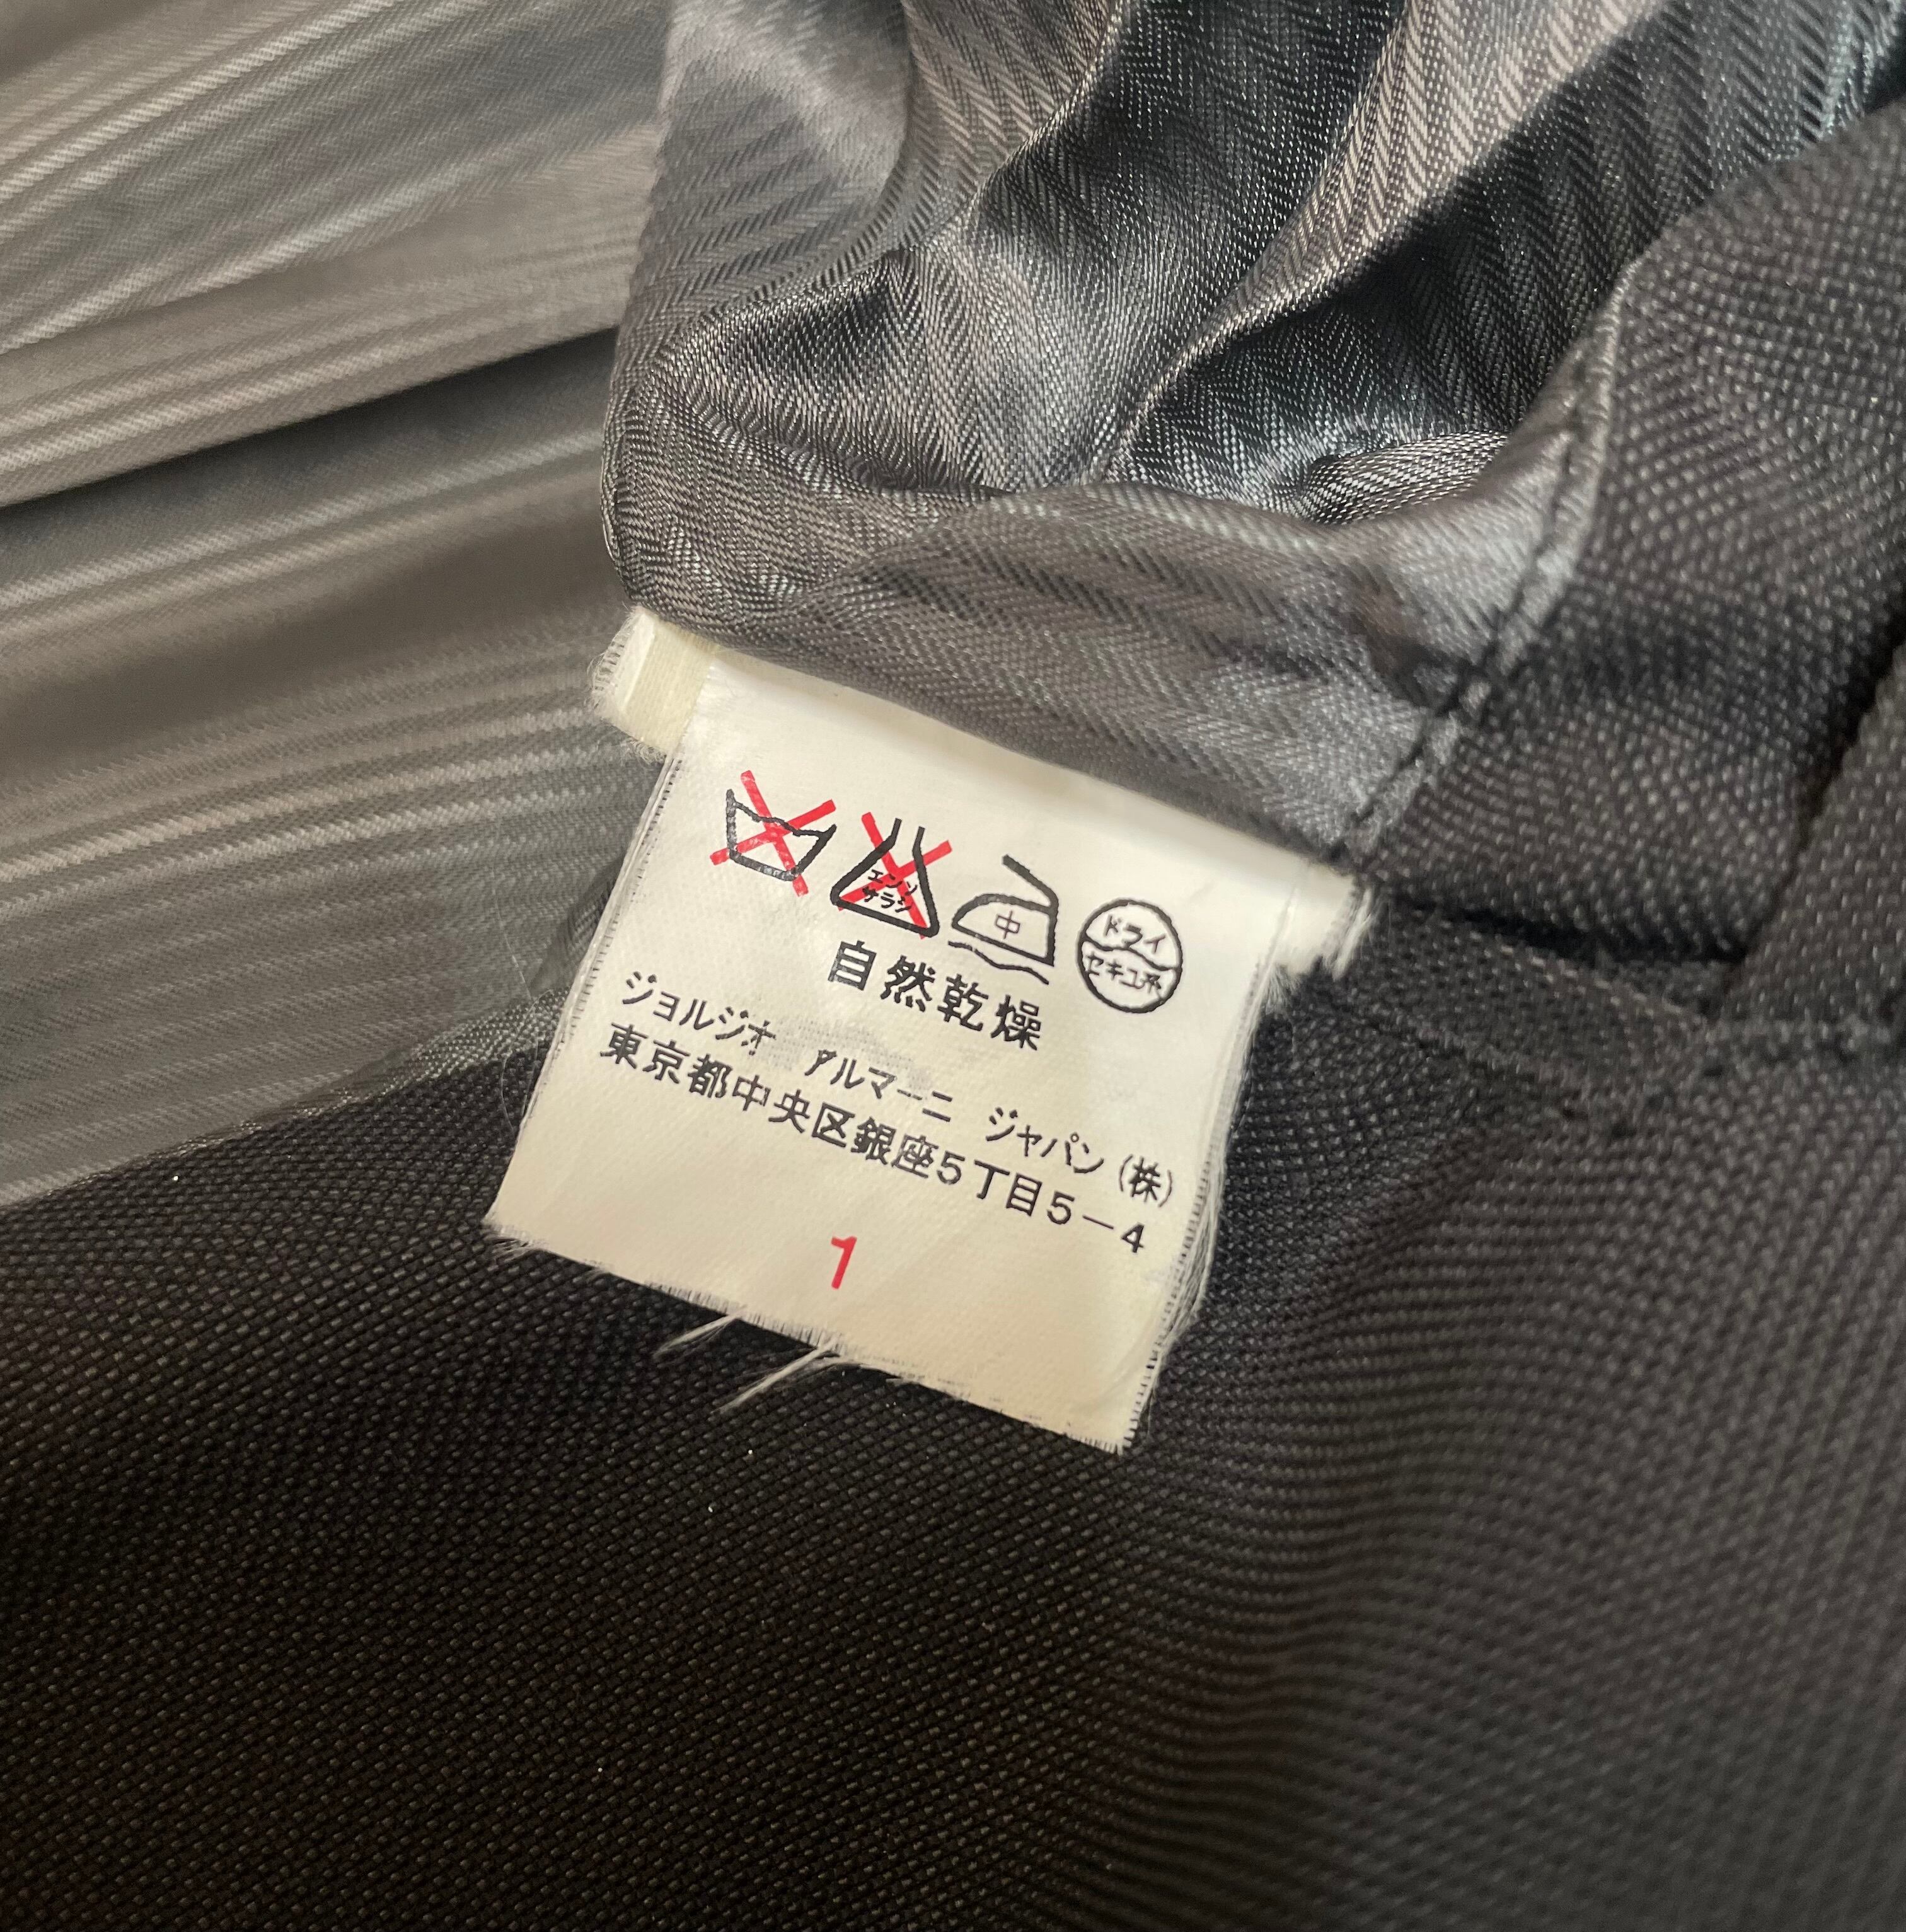 エンソ
サラシ
中
ドライ
セキユ系
自然乾燥
ジョルジオ アルマーニ ジャパン(株)
東京都中央区銀座5丁目5-4
1